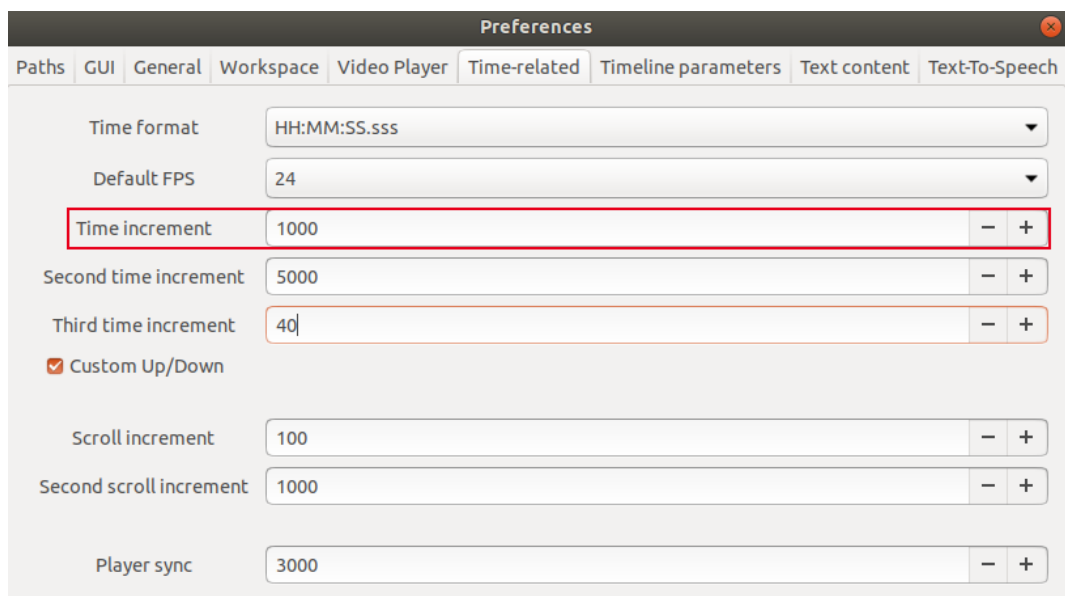 Preferences
Paths GUI General Workspace Video Player Time-related Timeline parameters Text content Text-To-Speech
Time format HH:MM:SS.sss
Default FPS 24
Time increment 1000
Second time increment 5000
Third time increment 40
Custom Up/Down
Scroll increment 100
Second scroll increment 1000
Player sync 3000